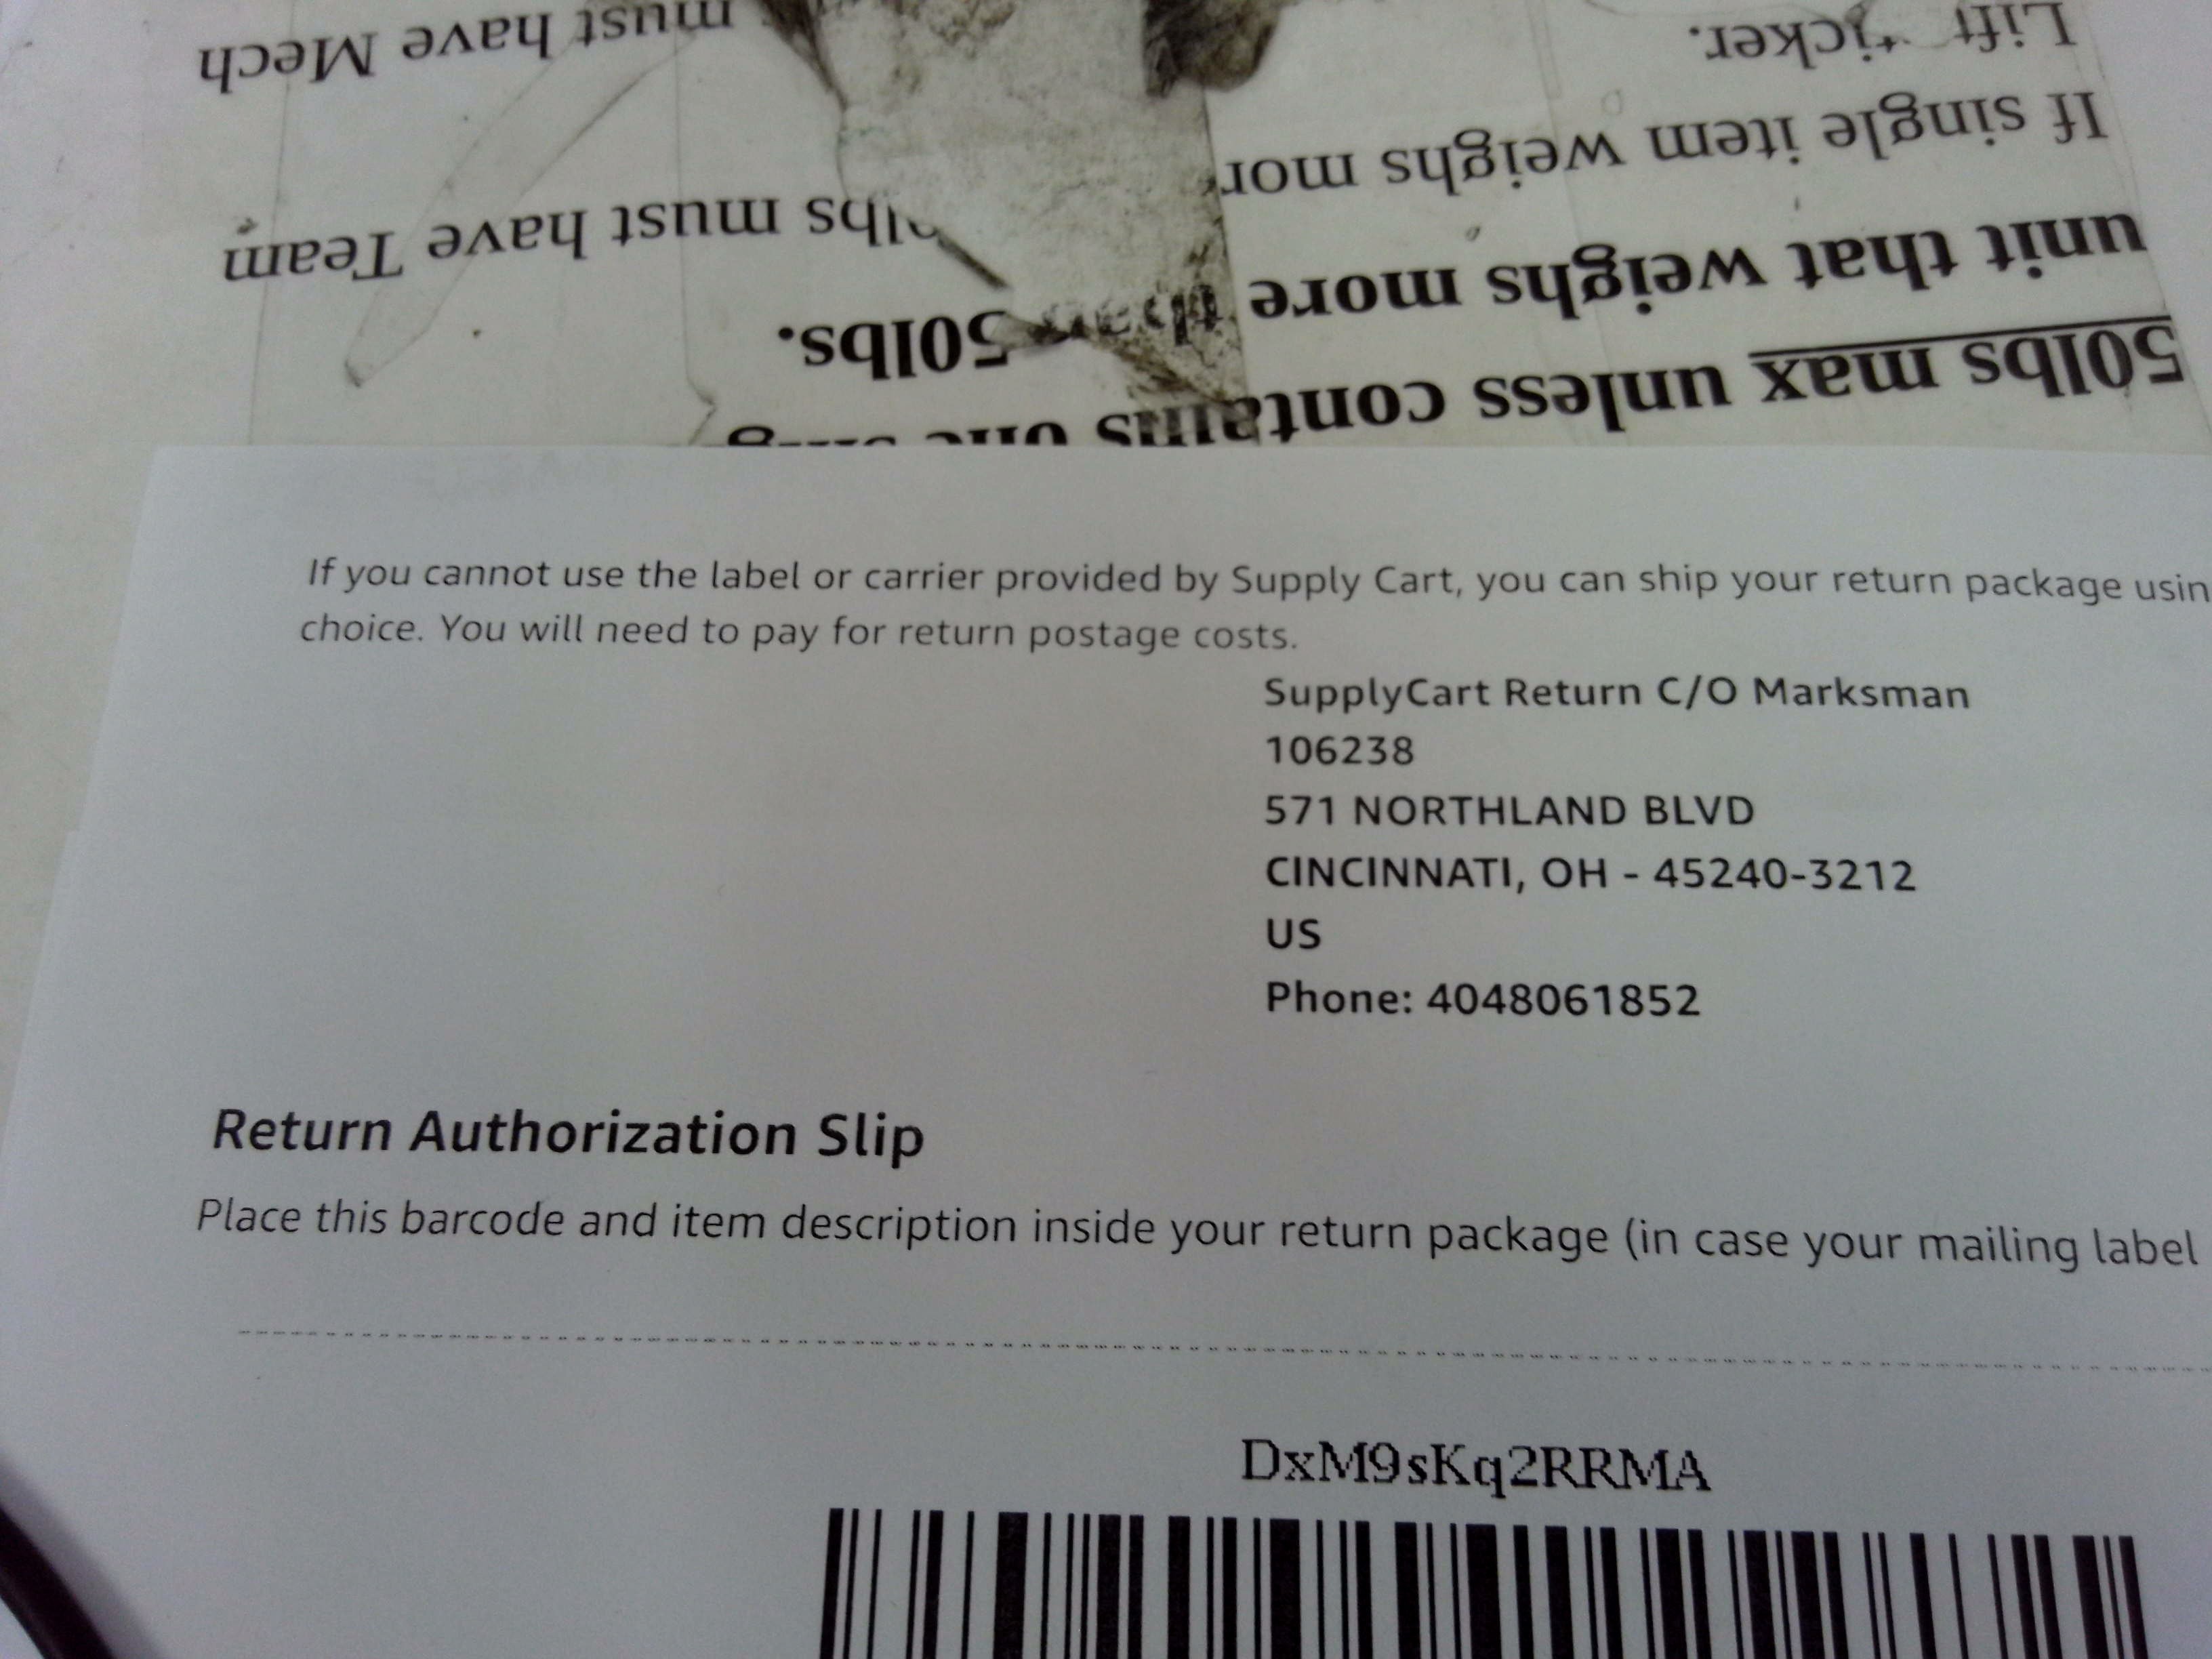 must have Mech
Lift
If single item weighs mor
lbs must have Team
unit that weighs more than 50lbs.
50lbs max unless contains one
If you cannot use the label or carrier provided by Supply Cart, you can ship your return package usin
choice. You will need to pay for return postage costs.
SupplyCart Return C/O Marksman
106238
571 NORTHLAND BLVD
CINCINNATI, OH - 45240-3212
US
Phone: 4048061852
Return Authorization Slip
Place this barcode and item description inside your return package (in case your mailing label
DxM9sKq2RRMA